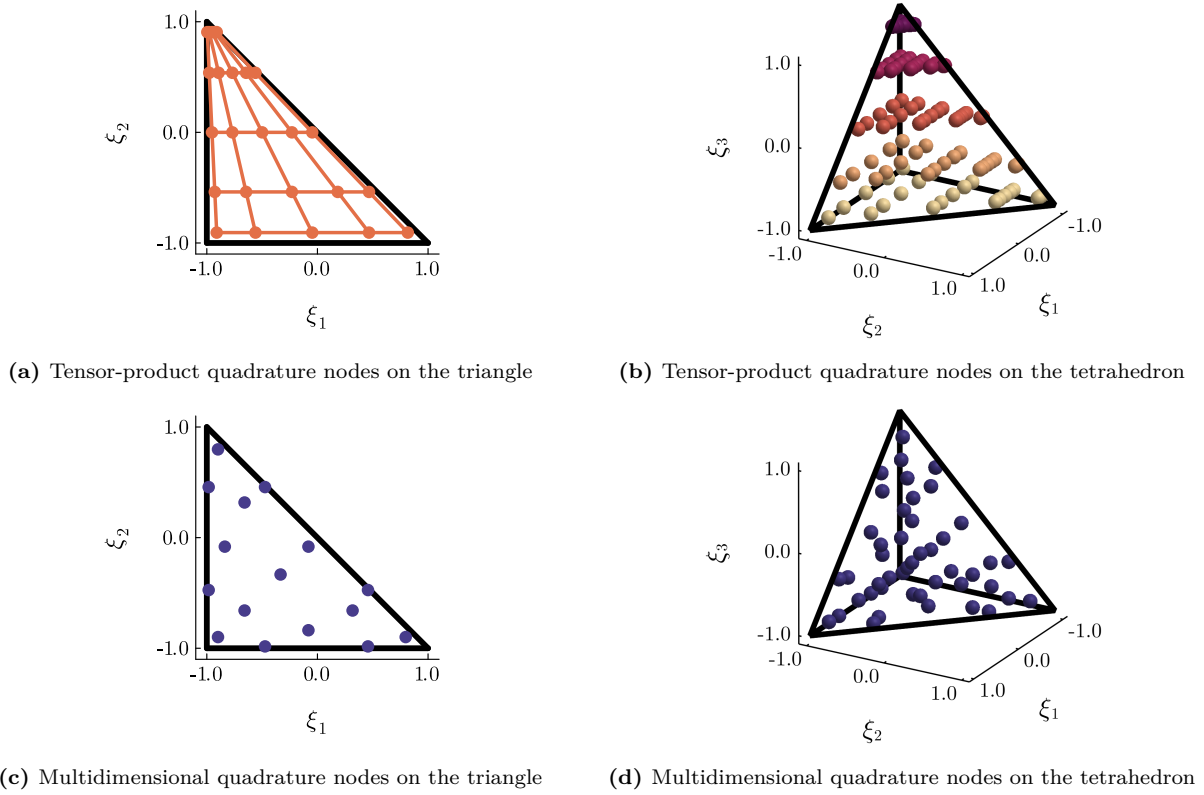 1.0
0.0
-1.0
ξ2
-1.0 0.0 1.0
ξ1
(a) Tensor-product quadrature nodes on the triangle
1.0
0.0
-1.0
ξ3
-1.0
0.0
1.0
ξ2
-1.0
0.0
1.0
ξ1
(b) Tensor-product quadrature nodes on the tetrahedron
1.0
0.0
-1.0
ξ2
-1.0 0.0 1.0
ξ1
(c) Multidimensional quadrature nodes on the triangle
1.0
0.0
-1.0
ξ3
-1.0
0.0
1.0
ξ2
-1.0
0.0
1.0
ξ1
(d) Multidimensional quadrature nodes on the tetrahedron